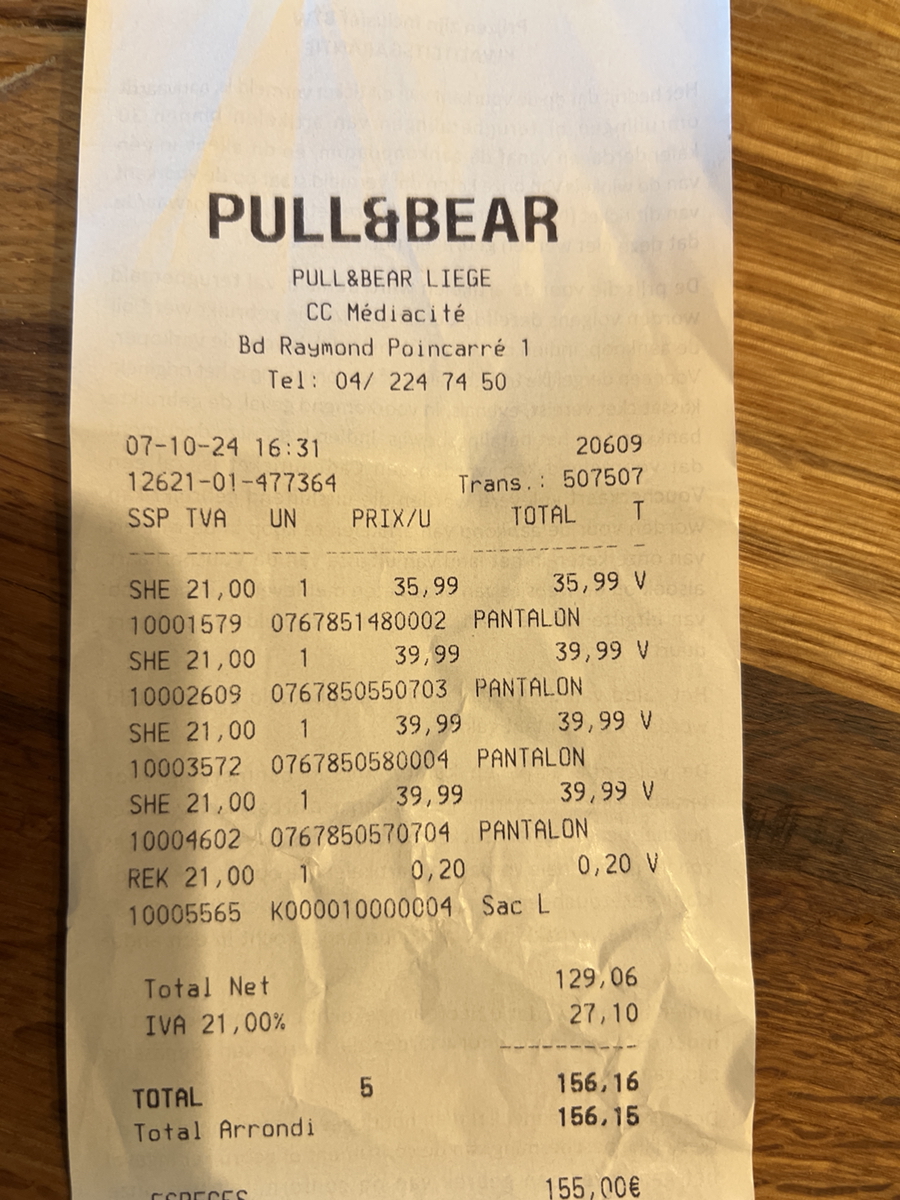 PULL&BEAR
PULL&BEAR LIEGE
CC Médiacité
Bd Raymond Poincarré 1
Tel: 04/ 224 74 50
07-10-24 16:31 20609
12621-01-477364 Trans.: 507507
SSP TVA UN PRIX/U TOTAL T
--- ----- --- ----------- ------------ -
SHE 21,00 1 35,99 35,99 V
10001579 0767851480002 PANTALON
SHE 21,00 1 39,99 39,99 V
10002609 0767850550703 PANTALON
SHE 21,00 1 39,99 39,99 V
10003572 0767850580004 PANTALON
SHE 21,00 1 39,99 39,99 V
10004602 0767850570704 PANTALON
REK 21,00 1 0,20 0,20 V
10005565 K000010000004 Sac L
Total Net 129,06
IVA 21,00% 27,10
------------
TOTAL 5 156,16
Total Arrondi 156,15
ESPECES 155,00€